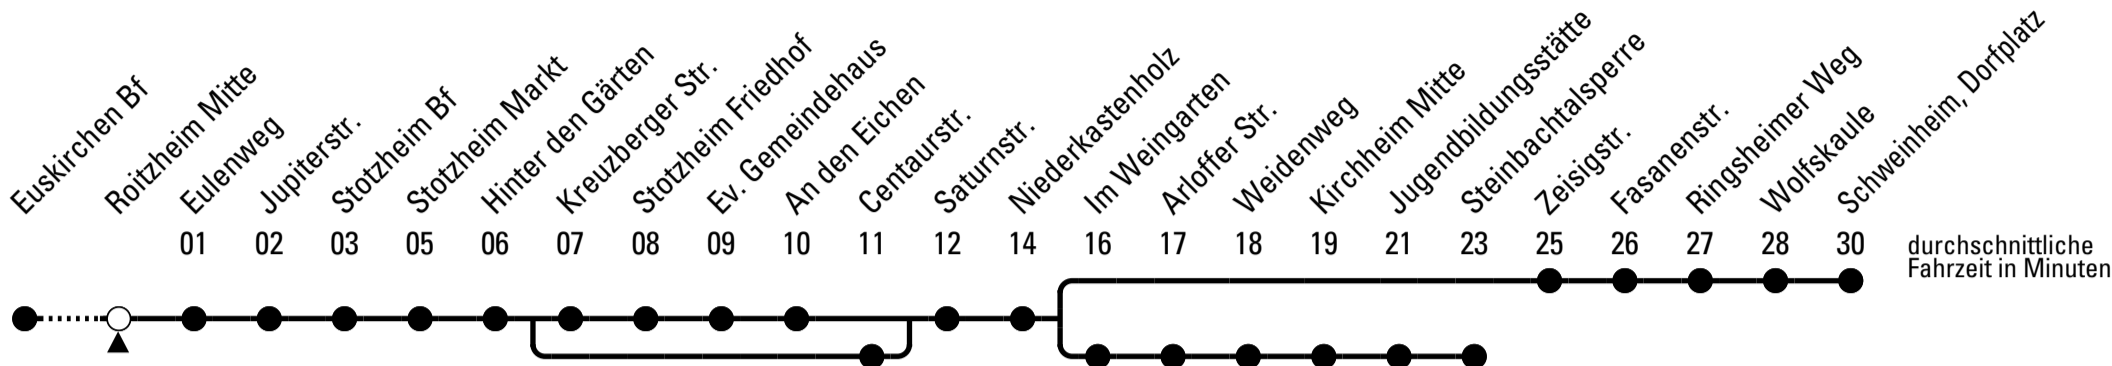 Euskirchen Bf
Roitzheim Mitte
Eulenweg
Jupiterstr.
Stotzheim Bf
Stotzheim Markt
Hinter den Gärten
Kreuzberger Str.
Stotzheim Friedhof
Ev. Gemeindehaus
An den Eichen
Centaurstr.
Saturnstr.
Niederkastenholz
Im Weingarten
Arloffer Str.
Weidenweg
Kirchheim Mitte
Jugendbildungsstätte
Steinbachtalsperre
Zeisigstr.
Fasanenstr.
Ringsheimer Weg
Wolfskaule
Schweinheim, Dorfplatz
01 02 03 05 06 07 08 09 10 11 12 14 16 17 18 19 21 23 25 26 27 28 30
durchschnittliche
Fahrzeit in Minuten